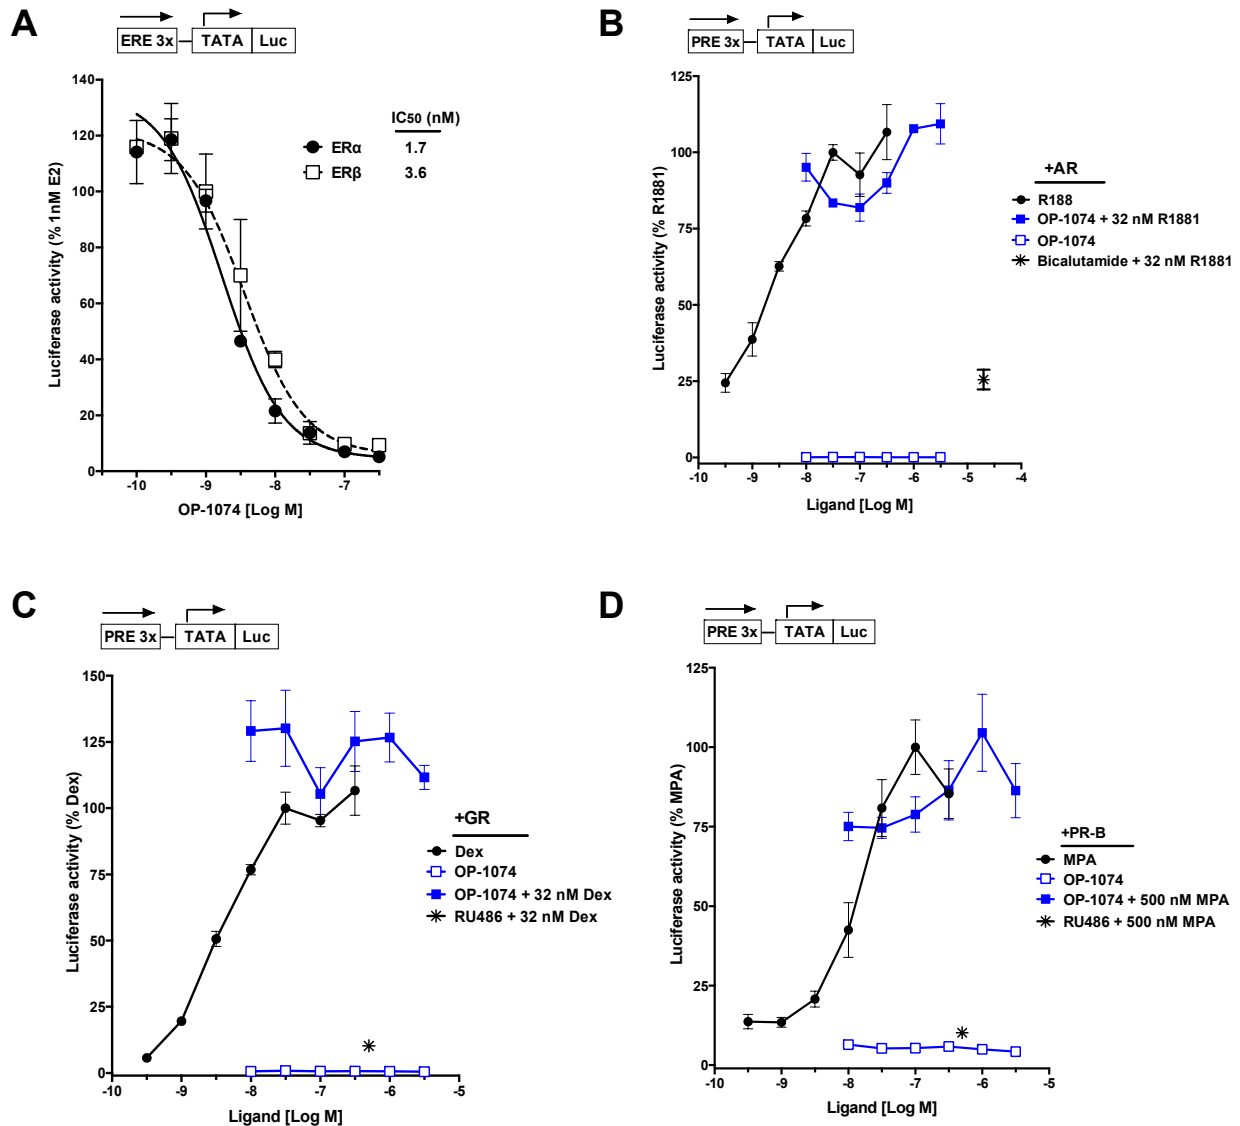 A
ERE 3x
TATA
Luc
140
120
100
80
60
40
20
0
Luciferase activity (% 1nM E2)
IC50 (nM)
ERα 1.7
ERβ 3.6
-10 -9 -8 -7
OP-1074 [Log M]
B
PRE 3x
TATA
Luc
125
100
75
50
25
0
Luciferase activity (% R1881)
+AR
R188
OP-1074 + 32 nM R1881
OP-1074
Bicalutamide + 32 nM R1881
-10 -9 -8 -7 -6 -5 -4
Ligand [Log M]
C
PRE 3x
TATA
Luc
150
125
100
75
50
25
0
Luciferase activity (% Dex)
+GR
Dex
OP-1074
OP-1074 + 32 nM Dex
RU486 + 32 nM Dex
-10 -9 -8 -7 -6 -5
Ligand [Log M]
D
PRE 3x
TATA
Luc
125
100
75
50
25
0
Luciferase activity (% MPA)
+PR-B
MPA
OP-1074
OP-1074 + 500 nM MPA
RU486 + 500 nM MPA
-10 -9 -8 -7 -6 -5
Ligand [Log M]